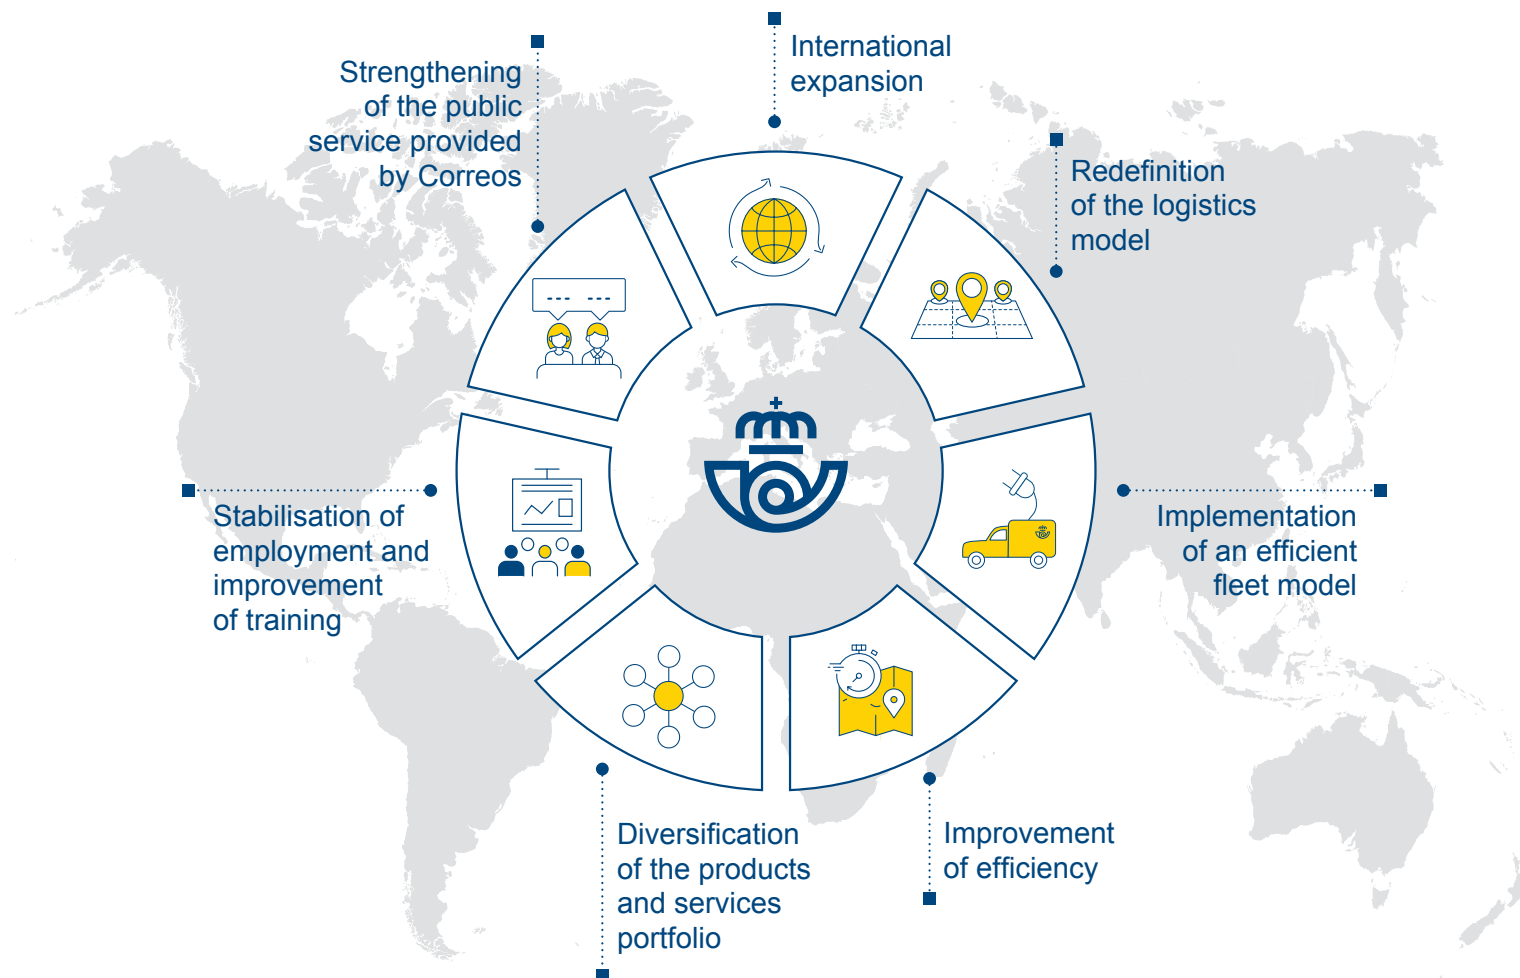 International
expansion
Strengthening
of the public
service provided
by Correos
Redefinition
of the logistics
model
Implementation
of an efficient
fleet model
Stabilisation of
employment and
improvement
of training
Improvement
of efficiency
Diversification
of the products
and services
portfolio